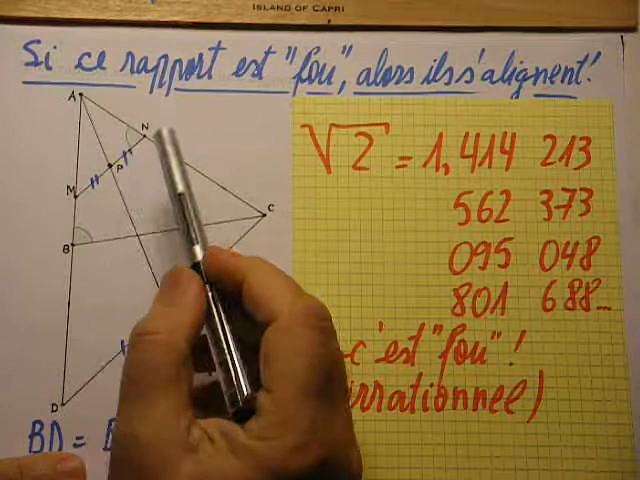 ISLAND OF CAPRI
Si ce rapport est "fou", alors ils s'alignent!
A
N
P
M
C
B
D
BD =
√2 = 1, 414 213
562 373
095 048
801 688...
c'est "fou"!
irrationnel)